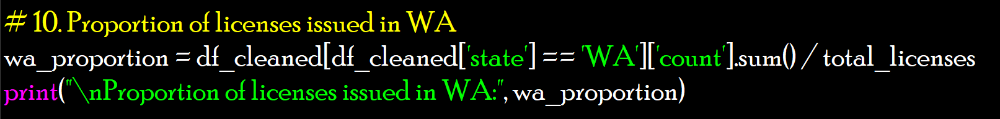 # 10. Proportion of licenses issued in WA
wa_proportion = df_cleaned[df_cleaned['state'] == 'WA']['count'].sum() / total_licenses
print("\nProportion of licenses issued in WA:", wa_proportion)